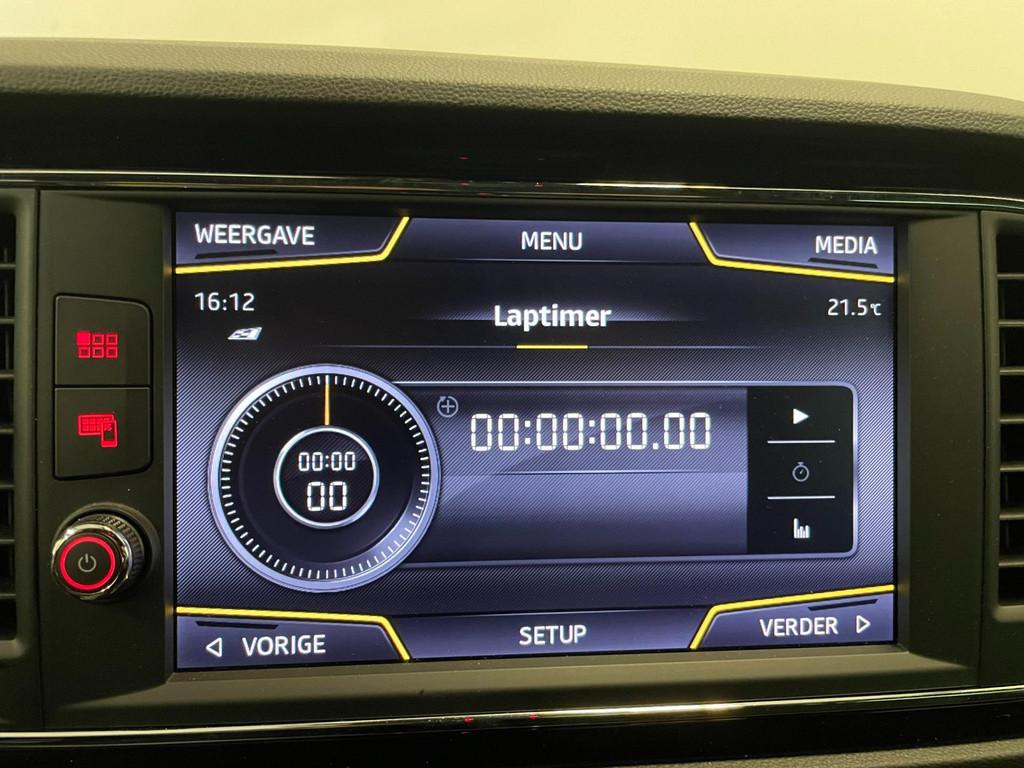 WEERGAVE
MENU
MEDIA
16:12
Laptimer
21.5°C
00:00:00.00
00:00
00
VORIGE
SETUP
VERDER